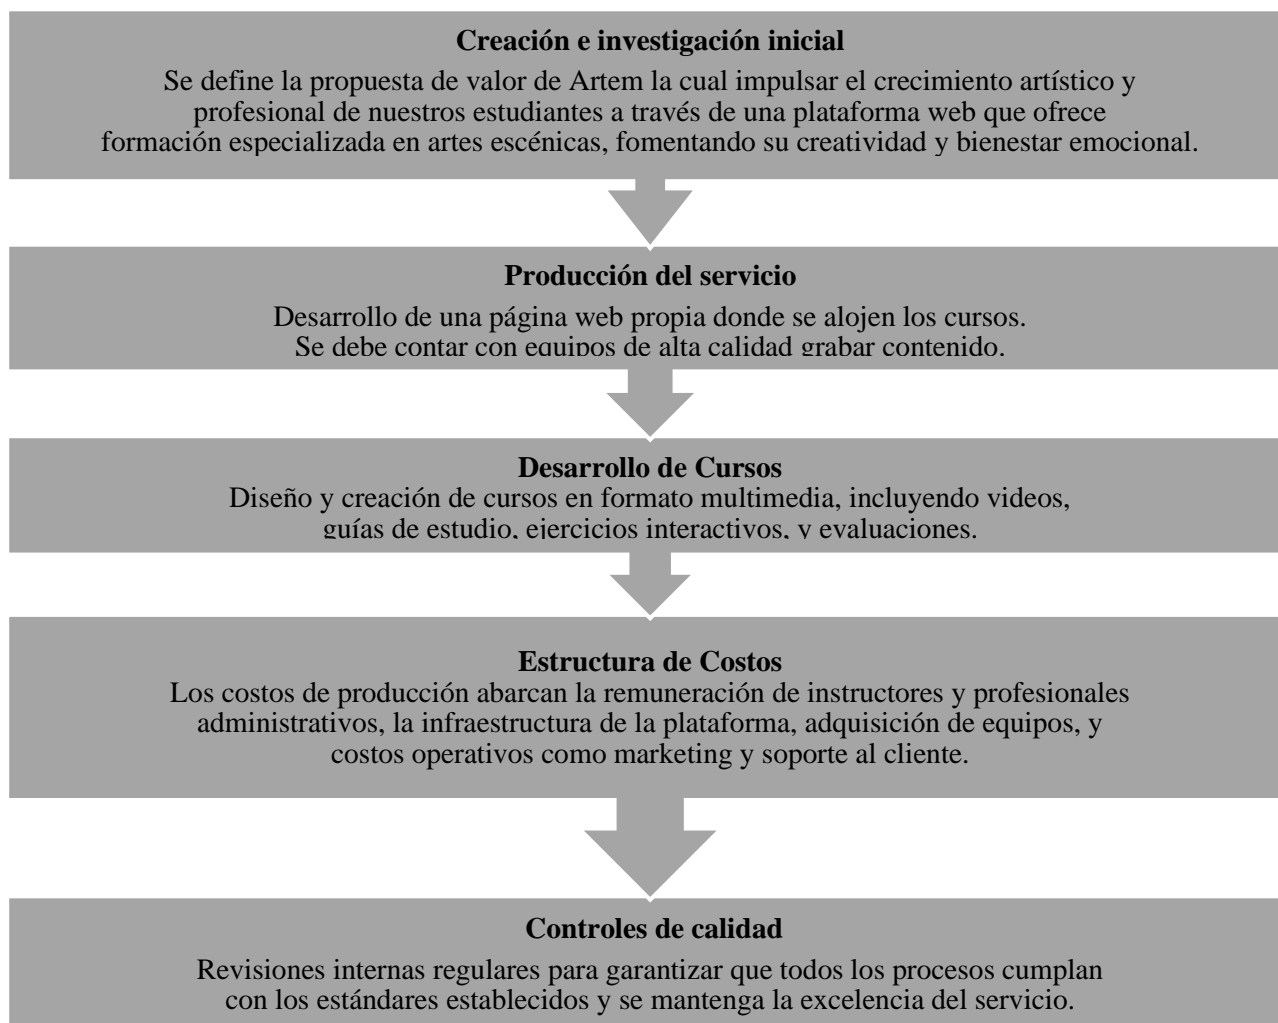 Creación e investigación inicial
Se define la propuesta de valor de Artem la cual impulsar el crecimiento artístico y
profesional de nuestros estudiantes a través de una plataforma web que ofrece
formación especializada en artes escénicas, fomentando su creatividad y bienestar emocional.
Producción del servicio
Desarrollo de una página web propia donde se alojen los cursos.
Se debe contar con equipos de alta calidad grabar contenido.
Desarrollo de Cursos
Diseño y creación de cursos en formato multimedia, incluyendo videos,
guías de estudio, ejercicios interactivos, y evaluaciones.
Estructura de Costos
Los costos de producción abarcan la remuneración de instructores y profesionales
administrativos, la infraestructura de la plataforma, adquisición de equipos, y
costos operativos como marketing y soporte al cliente.
Controles de calidad
Revisiones internas regulares para garantizar que todos los procesos cumplan
con los estándares establecidos y se mantenga la excelencia del servicio.